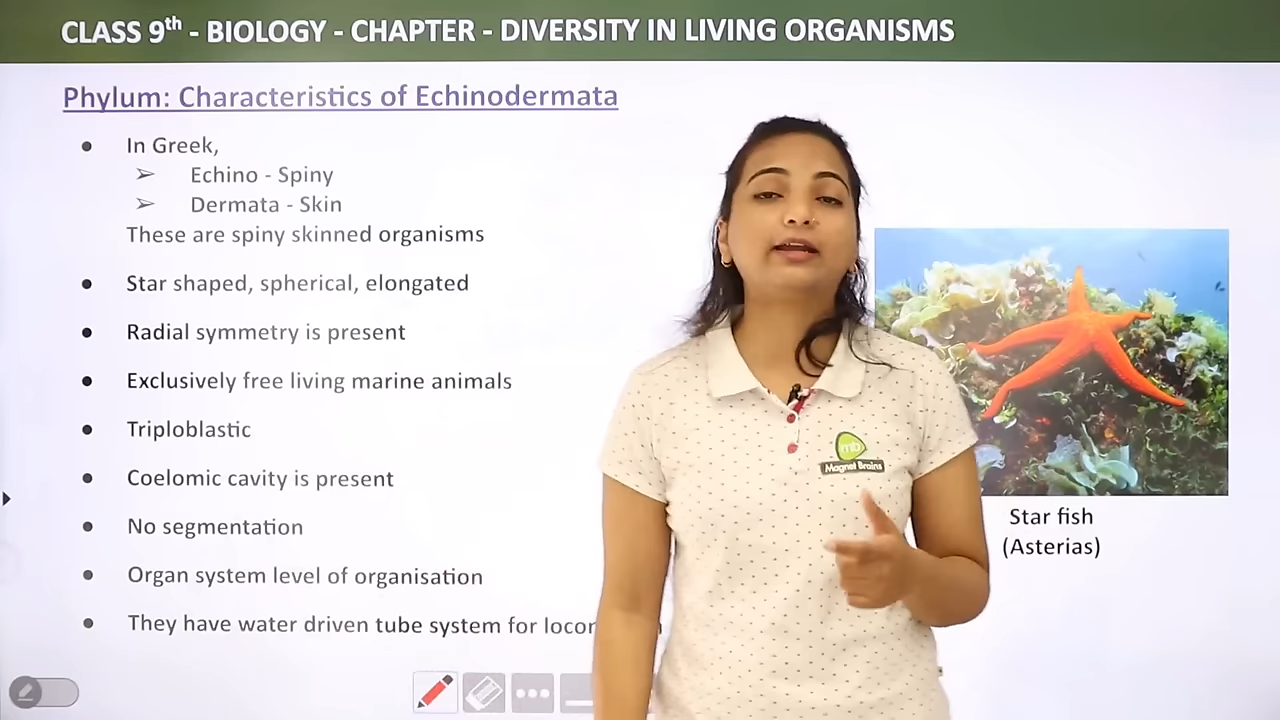 CLASS 9th - BIOLOGY - CHAPTER - DIVERSITY IN LIVING ORGANISMS
Phylum: Characteristics of Echinodermata
● In Greek,
➢ Echino - Spiny
➢ Dermata - Skin
These are spiny skinned organisms
● Star shaped, spherical, elongated
● Radial symmetry is present
● Exclusively free living marine animals
● Triploblastic
● Coelomic cavity is present
● No segmentation
● Organ system level of organisation
● They have water driven tube system for
mb
Magnet Brains
Star fish
(Asterias)